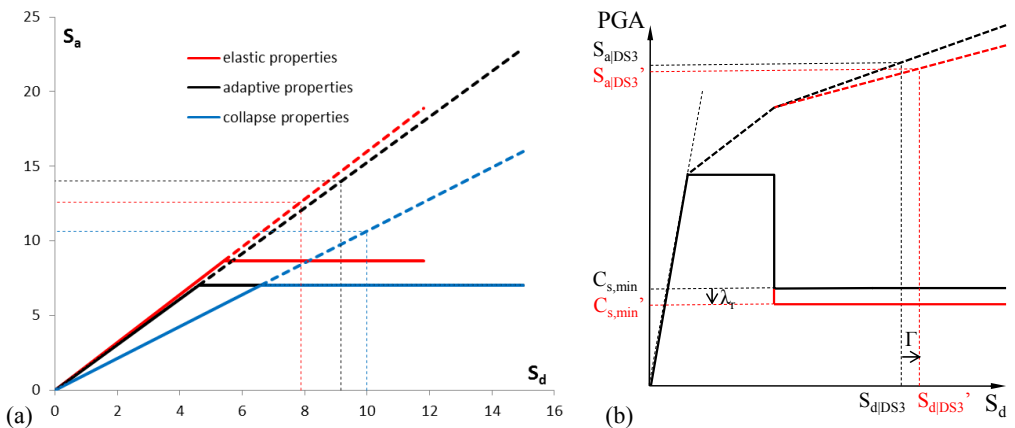 25
20
15
10
5
0
Sa
elastic properties
adaptive properties
collapse properties
0 2 4 6 8 10 12 14 16
Sd
(a)
PGA
Sa|DS3
Sa|DS3’
Cs,min
Cs,min’
λr
Γ
Sd|DS3 Sd|DS3’ Sd
(b)